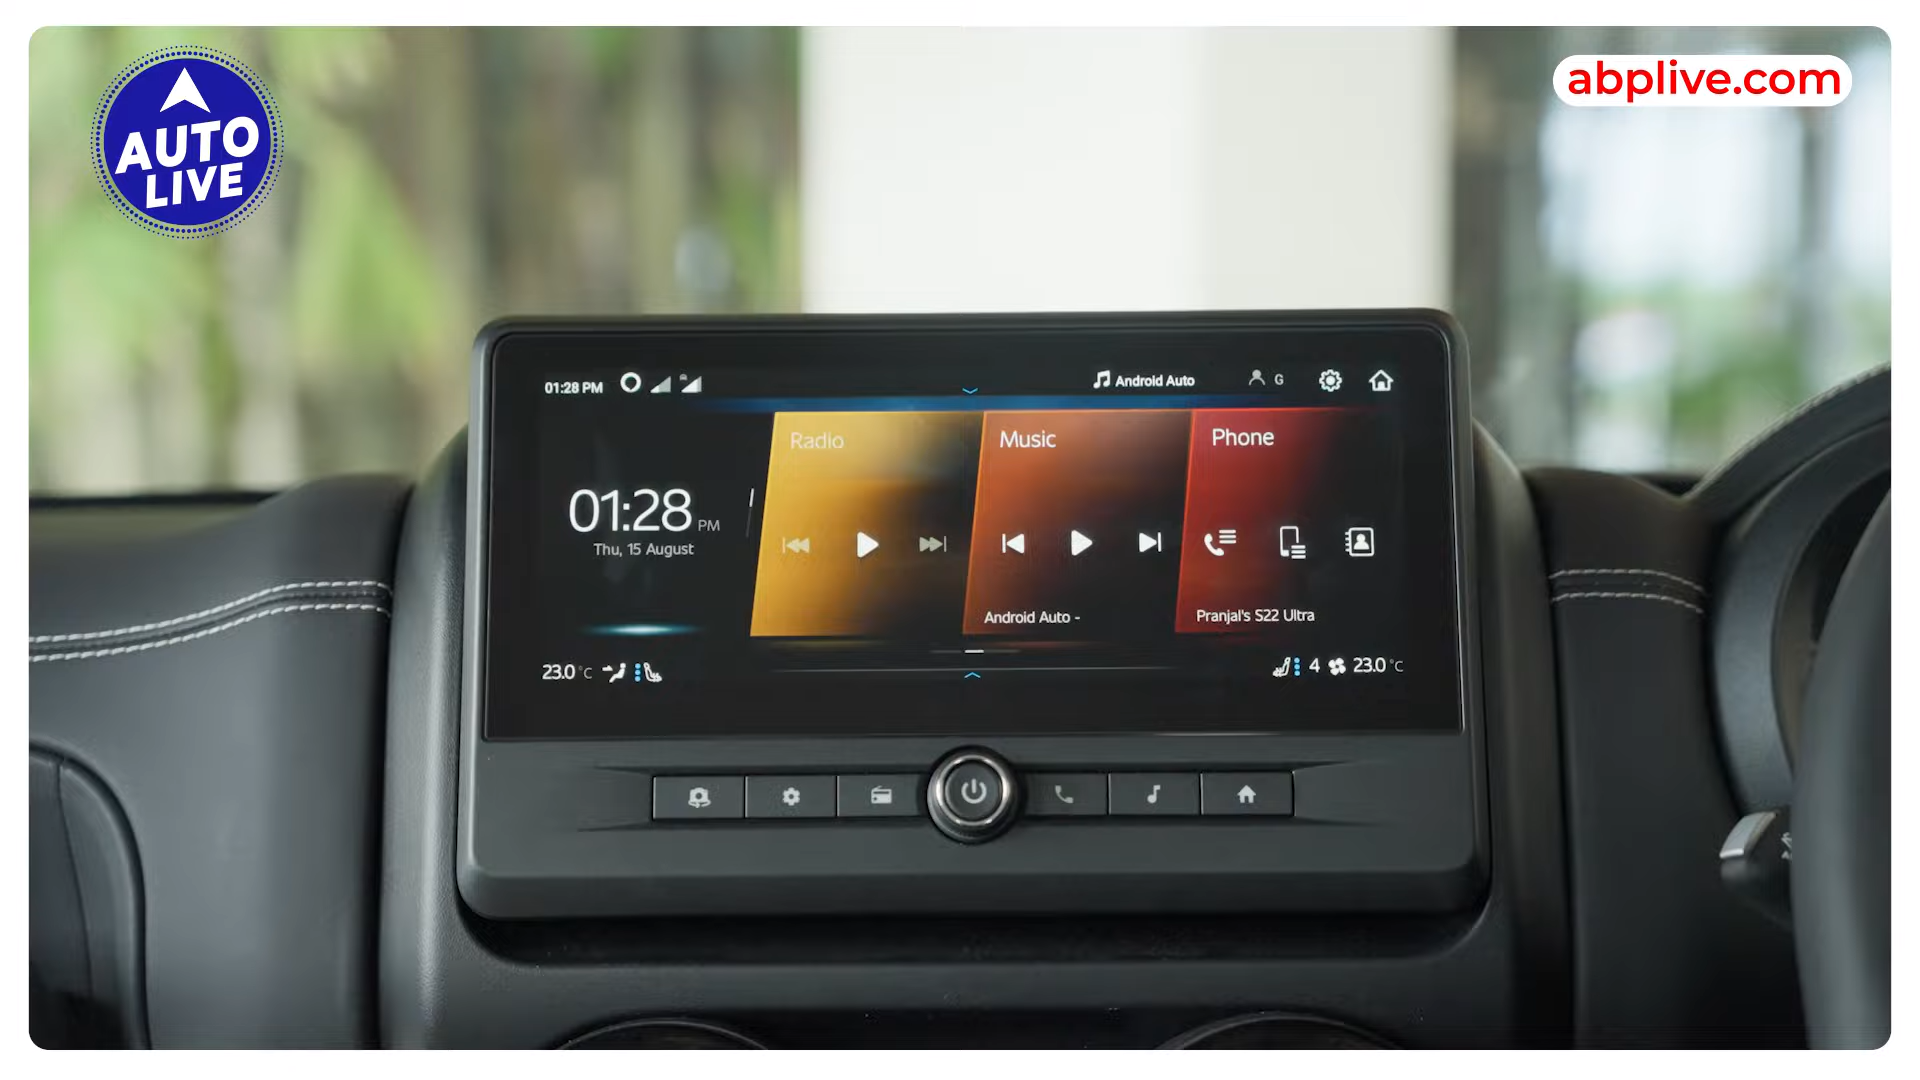 AUTO
LIVE
abplive.com
01:28 PM
Android Auto
G
Radio
Music
Phone
01:28 PM
Thu, 15 August
Android Auto -
Pranjal's S22 Ultra
23.0 °C
4
23.0 °C